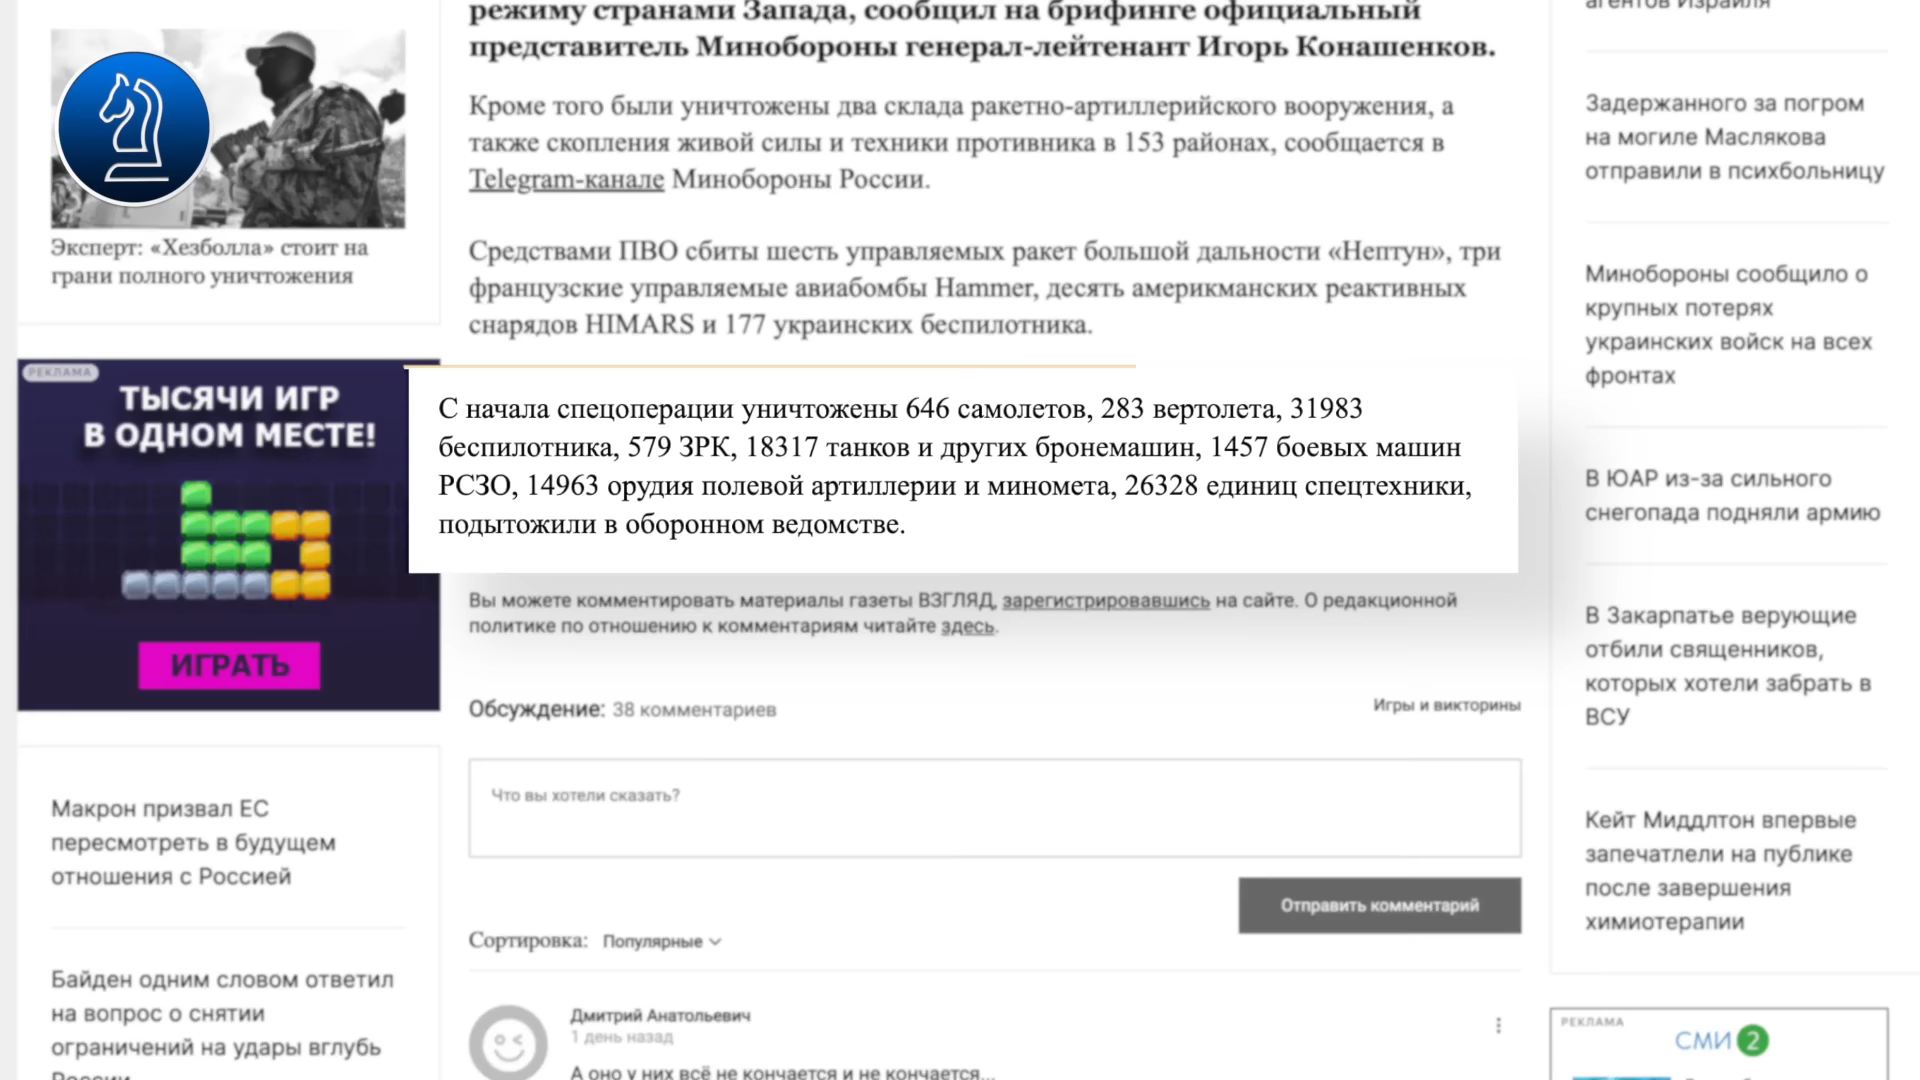 режиму странами Запада, сообщил на брифинге официальный
представитель Минобороны генерал-лейтенант Игорь Конашенков.
Кроме того были уничтожены два склада ракетно-артиллерийского вооружения, а
также скопления живой силы и техники противника в 153 районах, сообщается в
Telegram-канале Минобороны России.
Средствами ПВО сбиты шесть управляемых ракет большой дальности «Нептун», три
французские управляемые авиабомбы Hammer, десять америкманских реактивных
снарядов HIMARS и 177 украинских беспилотника.
С начала спецоперации уничтожены 646 самолетов, 283 вертолета, 31983
беспилотника, 579 ЗРК, 18317 танков и других бронемашин, 1457 боевых машин
РСЗО, 14963 орудия полевой артиллерии и миномета, 26328 единиц спецтехники,
подытожили в оборонном ведомстве.
Вы можете комментировать материалы газеты ВЗГЛЯД, зарегистрировавшись на сайте. О редакционной
политике по отношению к комментариям читайте здесь.
Обсуждение: 38 комментариев
Игры и викторины
Что вы хотели сказать?
Отправить комментарий
Сортировка: Популярные
Дмитрий Анатольевич
1 день назад
А оно у них всё не кончается и не кончается...
Эксперт: «Хезболла» стоит на
грани полного уничтожения
РЕКЛАМА
ТЫСЯЧИ ИГР
В ОДНОМ МЕСТЕ!
ИГРАТЬ
Макрон призвал ЕС
пересмотреть в будущем
отношения с Россией
Байден одним словом ответил
на вопрос о снятии
ограничений на удары вглубь
России
агентов Израиля
Задержанного за погром
на могиле Маслякова
отправили в психбольницу
Минобороны сообщило о
крупных потерях
украинских войск на всех
фронтах
В ЮАР из-за сильного
снегопада подняли армию
В Закарпатье верующие
отбили священников,
которых хотели забрать в
ВСУ
Кейт Миддлтон впервые
запечатлели на публике
после завершения
химиотерапии
РЕКЛАМА
СМИ 2